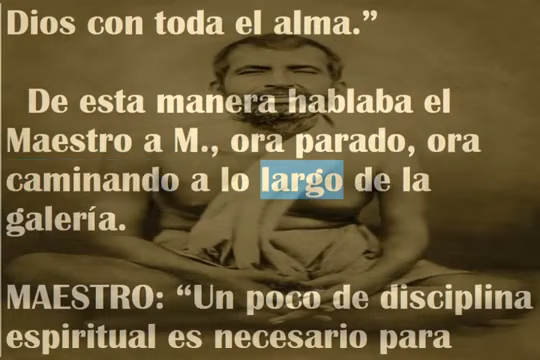 Dios con toda el alma.”
De esta manera hablaba el
Maestro a M., ora parado, ora
caminando a lo largo de la
galería.
MAESTRO: “Un poco de disciplina
espiritual es necesario para